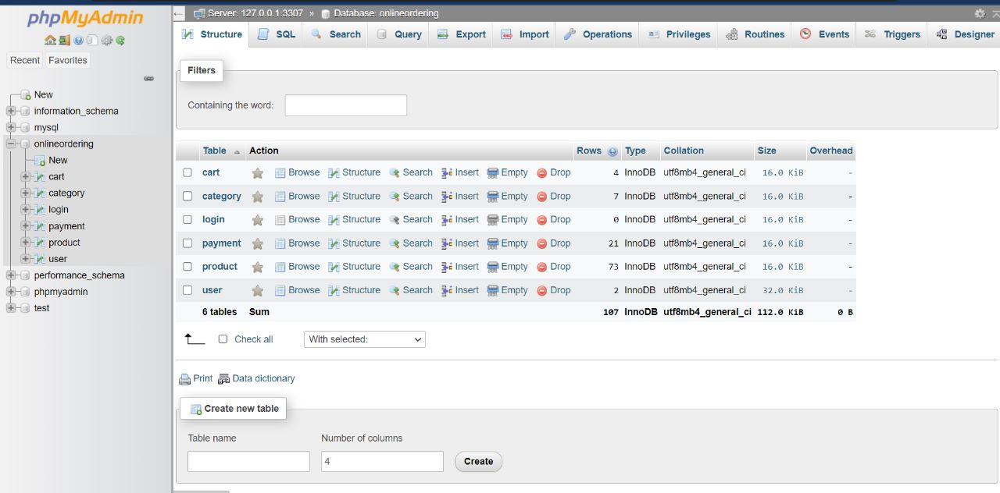 phpMyAdmin
Recent Favorites
New
information_schema
mysql
onlineordering
New
cart
category
login
payment
product
user
performance_schema
phpmyadmin
test
Server: 127.0.0.1:3307 » Database: onlineordering
Structure SQL Search Query Export Import Operations Privileges Routines Events Triggers Designer
Filters
Containing the word:
Table Action Rows Type Collation Size Overhead
cart Browse Structure Search Insert Empty Drop 4 InnoDB utf8mb4_general_ci 16.0 KiB -
category Browse Structure Search Insert Empty Drop 7 InnoDB utf8mb4_general_ci 16.0 KiB -
login Browse Structure Search Insert Empty Drop 0 InnoDB utf8mb4_general_ci 16.0 KiB -
payment Browse Structure Search Insert Empty Drop 21 InnoDB utf8mb4_general_ci 16.0 KiB -
product Browse Structure Search Insert Empty Drop 73 InnoDB utf8mb4_general_ci 16.0 KiB -
user Browse Structure Search Insert Empty Drop 2 InnoDB utf8mb4_general_ci 32.0 KiB -
6 tables Sum 107 InnoDB utf8mb4_general_ci 112.0 KiB 0 B
Check all With selected:
Print Data dictionary
Create new table
Table name Number of columns
4 Create